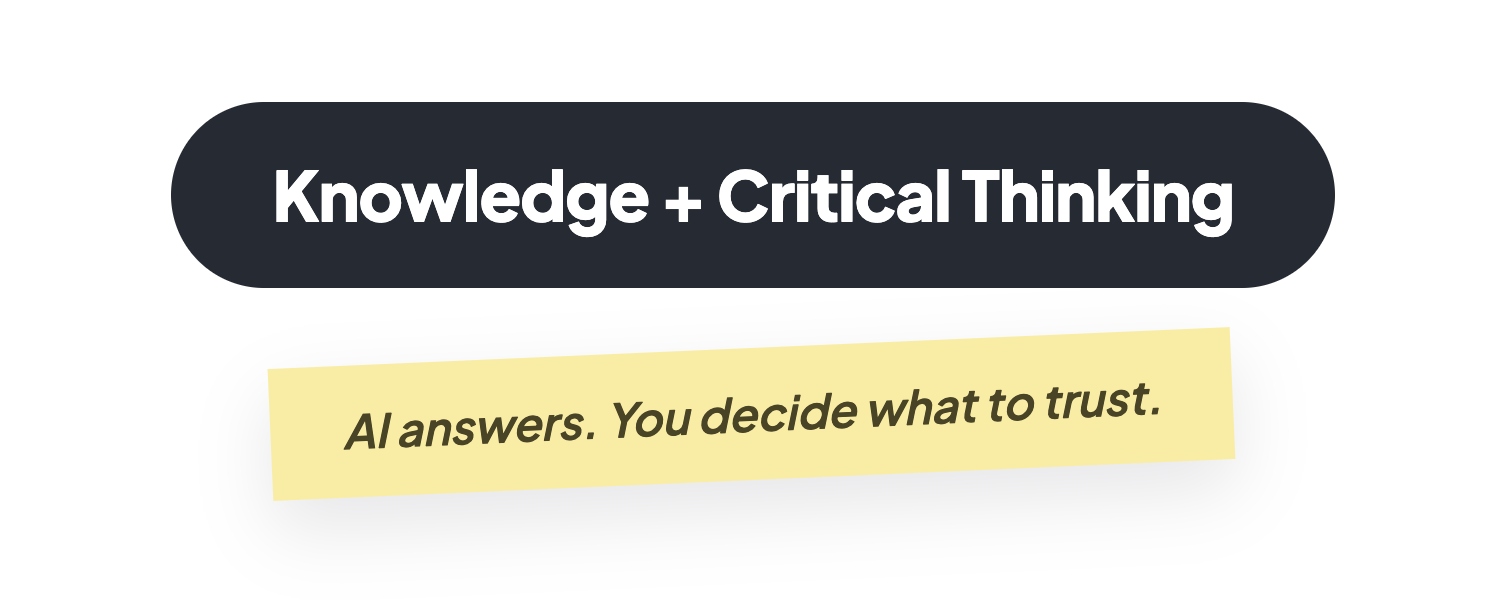 Knowledge + Critical Thinking
AI answers. You decide what to trust.